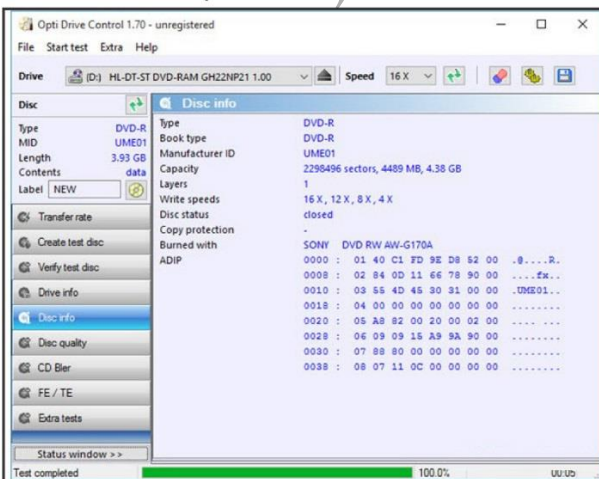 Opti Drive Control 1.70 - unregistered
File Start test Extra Help
Drive (D:) HL-DT-ST DVD-RAM GH22NP21 1.00 Speed 16 X
Disc
Type DVD-R
MID UME01
Length 3.93 GB
Contents data
Label NEW
Transfer rate
Create test disc
Verify test disc
Drive info
Disc info
Disc quality
CD Bler
FE / TE
Extra tests
Status window >>
Disc info
Type DVD-R
Book type DVD-R
Manufacturer ID UME01
Capacity 2298496 sectors, 4489 MB, 4.38 GB
Layers 1
Write speeds 16 X, 12 X, 8 X, 4 X
Disc status closed
Copy protection -
Burned with SONY DVD RW AW-G170A
ADIP 0000 : 01 40 C1 FD 9E D8 52 00 .@....R.
0008 : 02 84 0D 11 66 78 90 00 ....fx..
0010 : 03 55 4D 45 30 31 00 00 .UME01..
0018 : 04 00 00 00 00 00 00 00 ........
0020 : 05 A8 82 00 20 00 02 00 .... ...
0028 : 06 09 09 15 A9 9A 90 00 ........
0030 : 07 88 80 00 00 00 00 00 ........
0038 : 08 07 11 0C 00 00 00 00 ........
Test completed 100.0% 00:05